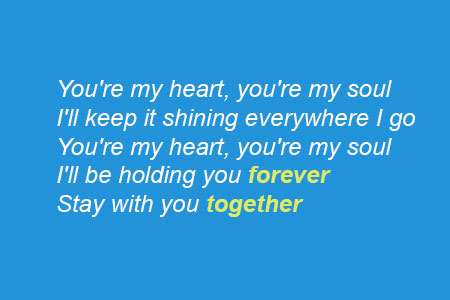 You're my heart, you're my soul
I'll keep it shining everywhere I go
You're my heart, you're my soul
I'll be holding you forever
Stay with you together